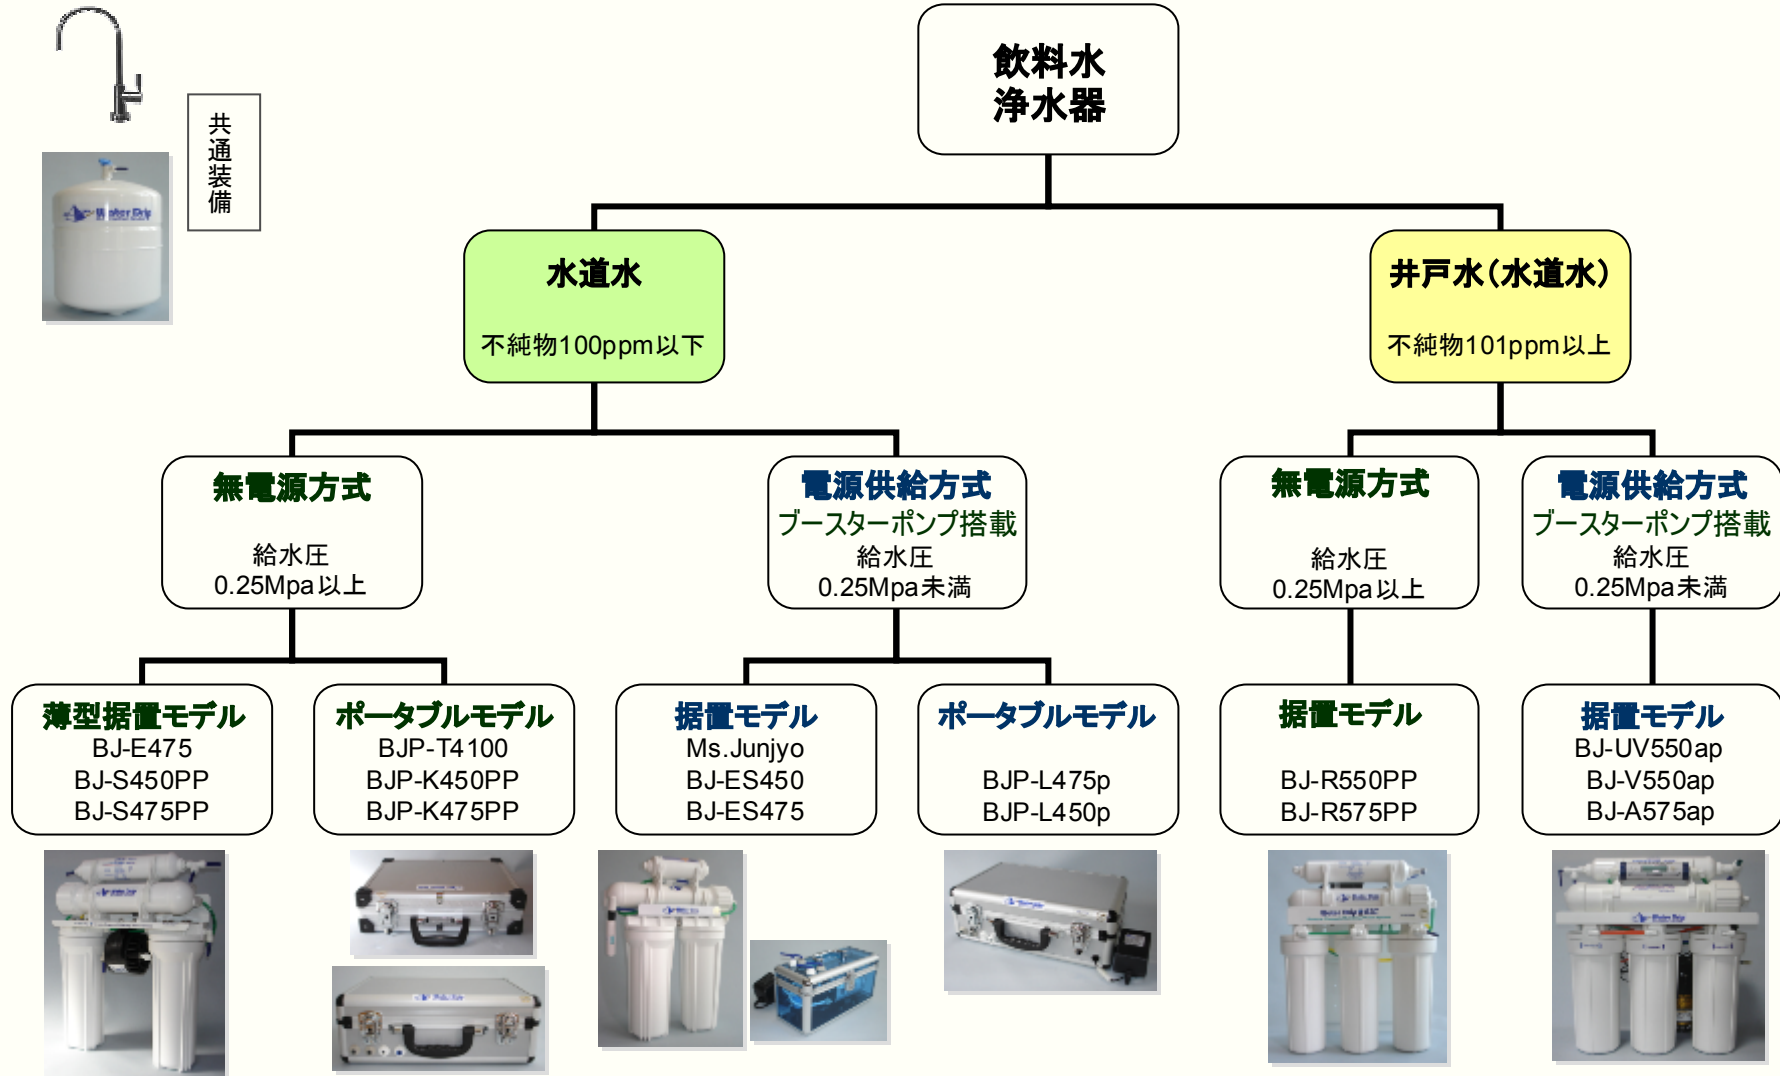 共通装備
飲料水
浄水器
水道水
不純物100ppm以下
井戸水(水道水)
不純物101ppm以上
無電源方式
給水圧
0.25Mpa以上
電源供給方式
ブースターポンプ搭載
給水圧
0.25Mpa未満
無電源方式
給水圧
0.25Mpa以上
電源供給方式
ブースターポンプ搭載
給水圧
0.25Mpa未満
薄型据置モデル
BJ-E475
BJ-S450PP
BJ-S475PP
ポータブルモデル
BJP-T4100
BJP-K450PP
BJP-K475PP
据置モデル
Ms.Junjyo
BJ-ES450
BJ-ES475
ポータブルモデル
BJP-L475p
BJP-L450p
据置モデル
BJ-R550PP
BJ-R575PP
据置モデル
BJ-UV550ap
BJ-V550ap
BJ-A575ap
Water Drip